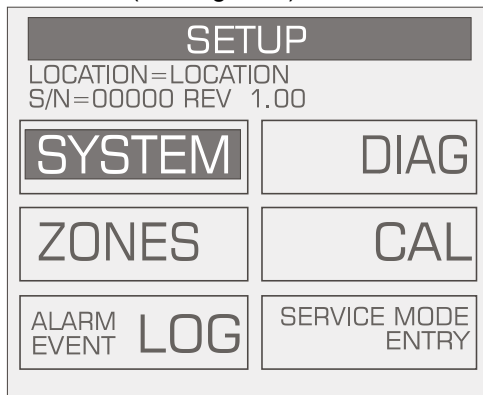 SETUP
LOCATION=LOCATION
S/N=00000 REV 1.00
SYSTEM
DIAG
ZONES
CAL
ALARM
EVENT
LOG
SERVICE MODE
ENTRY